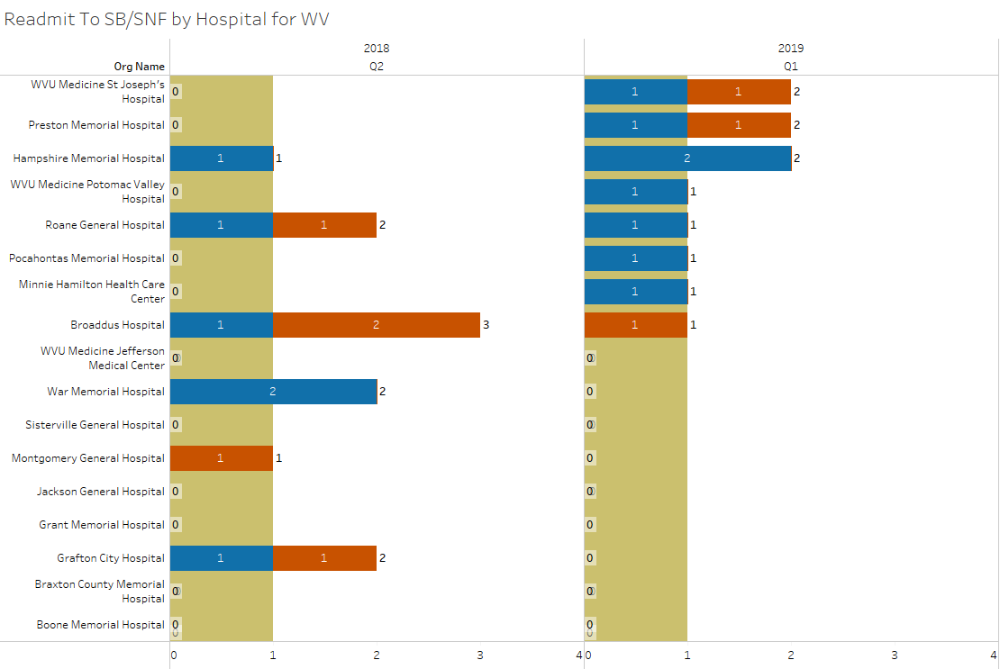 Readmit To SB/SNF by Hospital for WV
2018
2019
Org Name
Q2
Q1
WVU Medicine St Joseph's
Hospital
0
1
1
2
Preston Memorial Hospital
0
1
1
2
Hampshire Memorial Hospital
1
1
2
2
WVU Medicine Potomac Valley
Hospital
0
1
1
Roane General Hospital
1
1
2
1
1
Pocahontas Memorial Hospital
0
1
1
Minnie Hamilton Health Care
Center
0
1
1
Broaddus Hospital
1
2
3
1
1
WVU Medicine Jefferson
Medical Center
0
0
War Memorial Hospital
2
2
0
Sisterville General Hospital
0
0
Montgomery General Hospital
1
1
0
Jackson General Hospital
0
0
Grant Memorial Hospital
0
0
Grafton City Hospital
1
1
2
0
Braxton County Memorial
Hospital
0
0
Boone Memorial Hospital
0
0
0
0
0
1
2
3
4
0
1
2
3
4